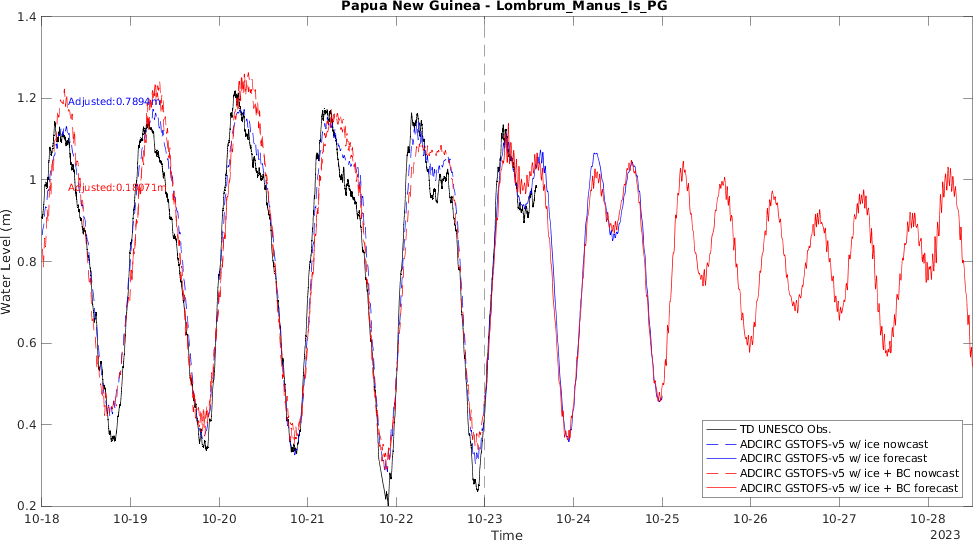 Papua New Guinea - Lombrum_Manus_Is_PG
1.4
1.2
1
0.8
0.6
0.4
0.2
Water Level (m)
Adjusted:0.7894m
Adjusted:0.18071m
TD UNESCO Obs.
ADCIRC GSTOFS-v5 w/ ice nowcast
ADCIRC GSTOFS-v5 w/ ice forecast
ADCIRC GSTOFS-v5 w/ ice + BC nowcast
ADCIRC GSTOFS-v5 w/ ice + BC forecast
10-18 10-19 10-20 10-21 10-22 10-23 10-24 10-25 10-26 10-27 10-28
Time
2023